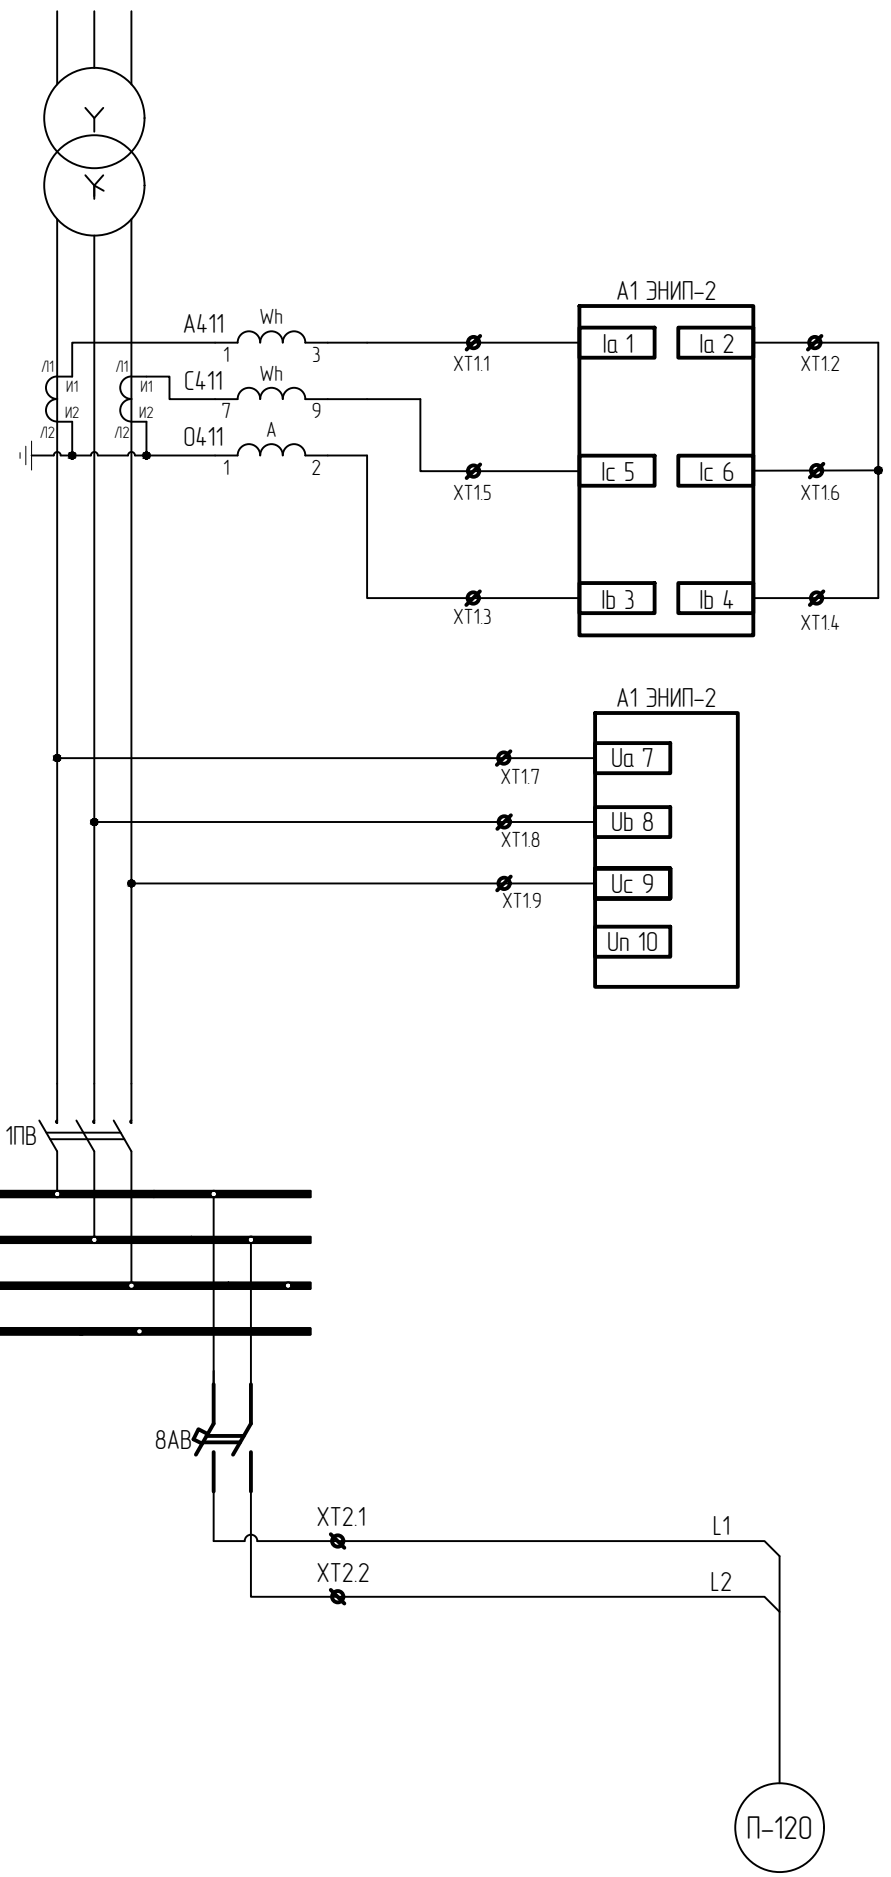 А1 ЭНИП-2
А411 Wh
1 3
Ia 1 Ia 2
ХТ1.1 ХТ1.2
Л1 И1 Л1 И1
С411 Wh
7 9
И2 И2
Л2 Л2
О411 А
1 2
Ic 5 Ic 6
ХТ1.5 ХТ1.6
Ib 3 Ib 4
ХТ1.3 ХТ1.4
А1 ЭНИП-2
Ua 7
ХТ1.7
Ub 8
ХТ1.8
Uc 9
ХТ1.9
Un 10
1ПВ
8АВ
ХТ2.1 L1
ХТ2.2 L2
П-120